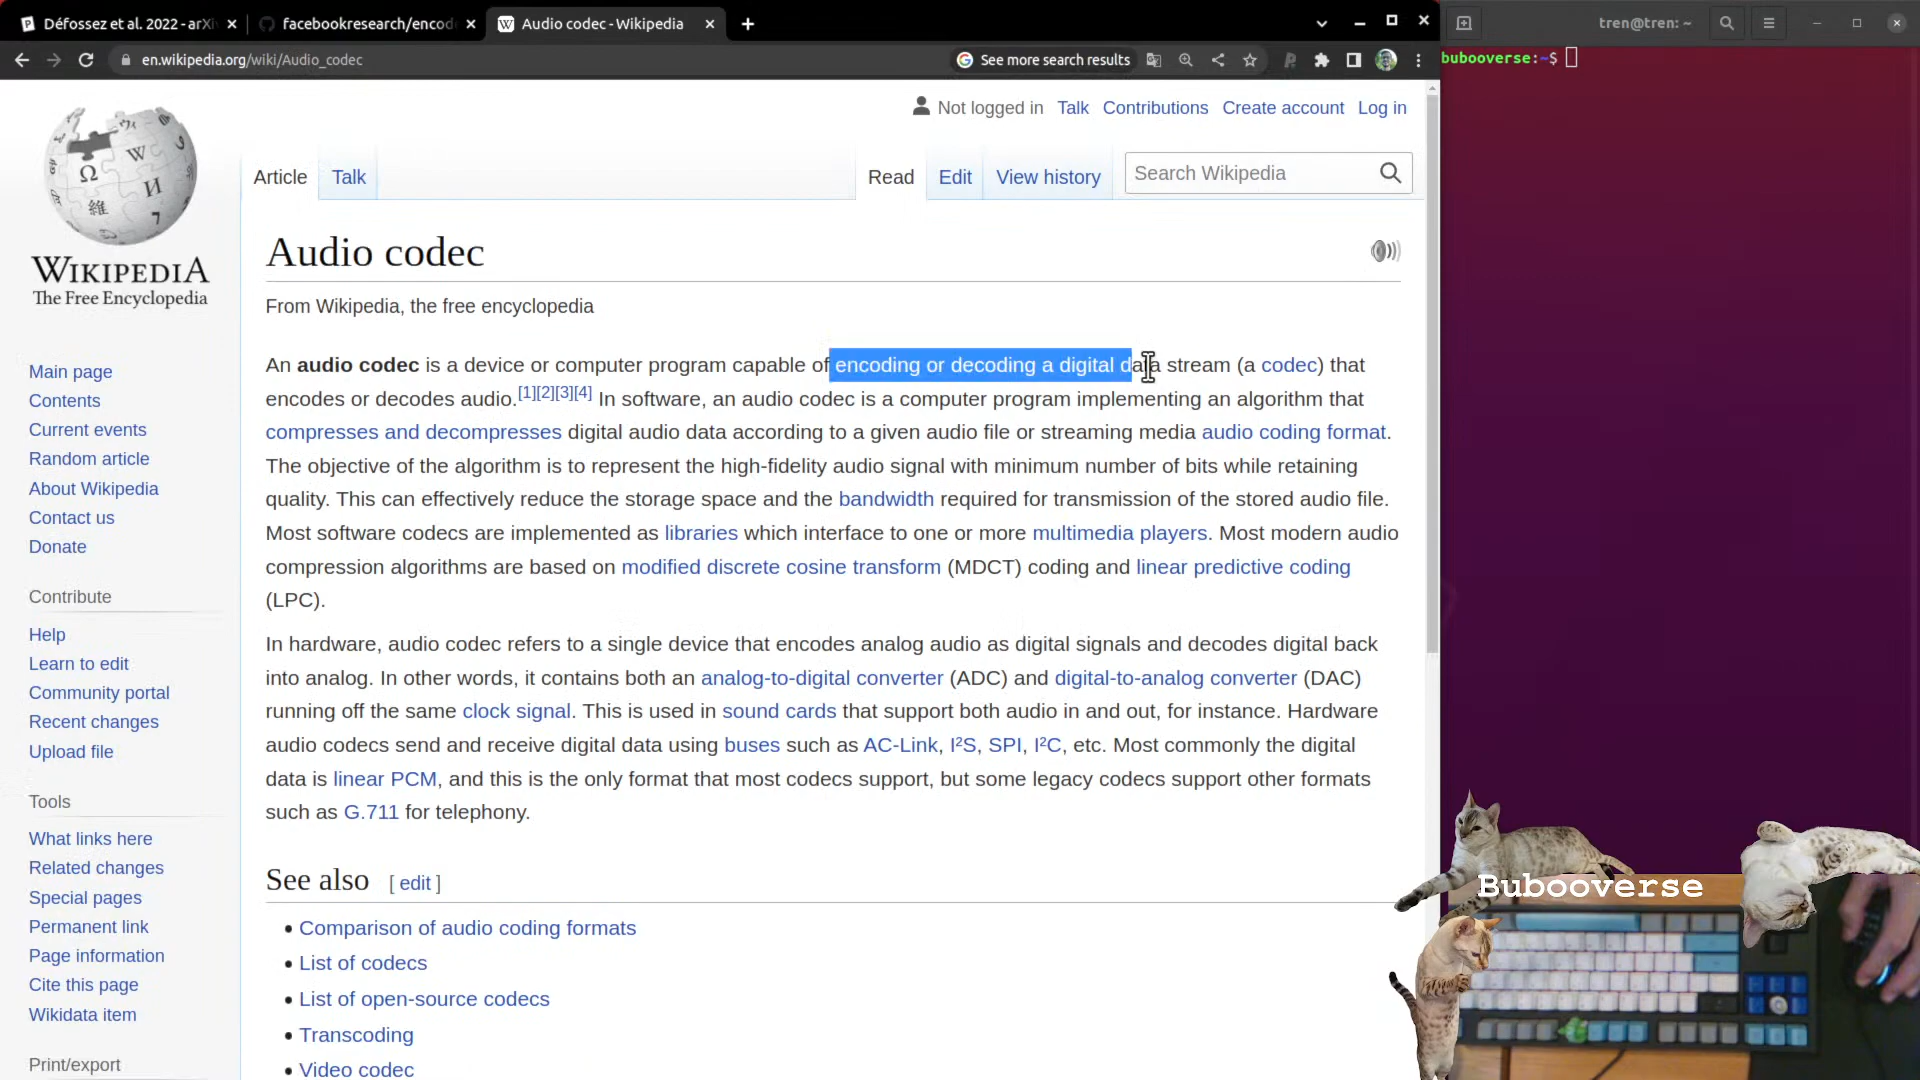 Défossez et al. 2022 - arXiv
facebookresearch/encode
Audio codec - Wikipedia
tren@tren: ~
en.wikipedia.org/wiki/Audio_codec
See more search results
bubooverse:~$
Not logged in Talk Contributions Create account Log in
Article Talk
Read Edit View history
Search Wikipedia
WIKIPEDIA
The Free Encyclopedia
Main page
Contents
Current events
Random article
About Wikipedia
Contact us
Donate
Contribute
Help
Learn to edit
Community portal
Recent changes
Upload file
Tools
What links here
Related changes
Special pages
Permanent link
Page information
Cite this page
Wikidata item
Print/export
Audio codec
From Wikipedia, the free encyclopedia
An audio codec is a device or computer program capable of encoding or decoding a digital data stream (a codec) that
encodes or decodes audio.[1][2][3][4] In software, an audio codec is a computer program implementing an algorithm that
compresses and decompresses digital audio data according to a given audio file or streaming media audio coding format.
The objective of the algorithm is to represent the high-fidelity audio signal with minimum number of bits while retaining
quality. This can effectively reduce the storage space and the bandwidth required for transmission of the stored audio file.
Most software codecs are implemented as libraries which interface to one or more multimedia players. Most modern audio
compression algorithms are based on modified discrete cosine transform (MDCT) coding and linear predictive coding
(LPC).
In hardware, audio codec refers to a single device that encodes analog audio as digital signals and decodes digital back
into analog. In other words, it contains both an analog-to-digital converter (ADC) and digital-to-analog converter (DAC)
running off the same clock signal. This is used in sound cards that support both audio in and out, for instance. Hardware
audio codecs send and receive digital data using buses such as AC-Link, I²S, SPI, I²C, etc. Most commonly the digital
data is linear PCM, and this is the only format that most codecs support, but some legacy codecs support other formats
such as G.711 for telephony.
See also [ edit ]
Comparison of audio coding formats
List of codecs
List of open-source codecs
Transcoding
Video codec
Bubooverse